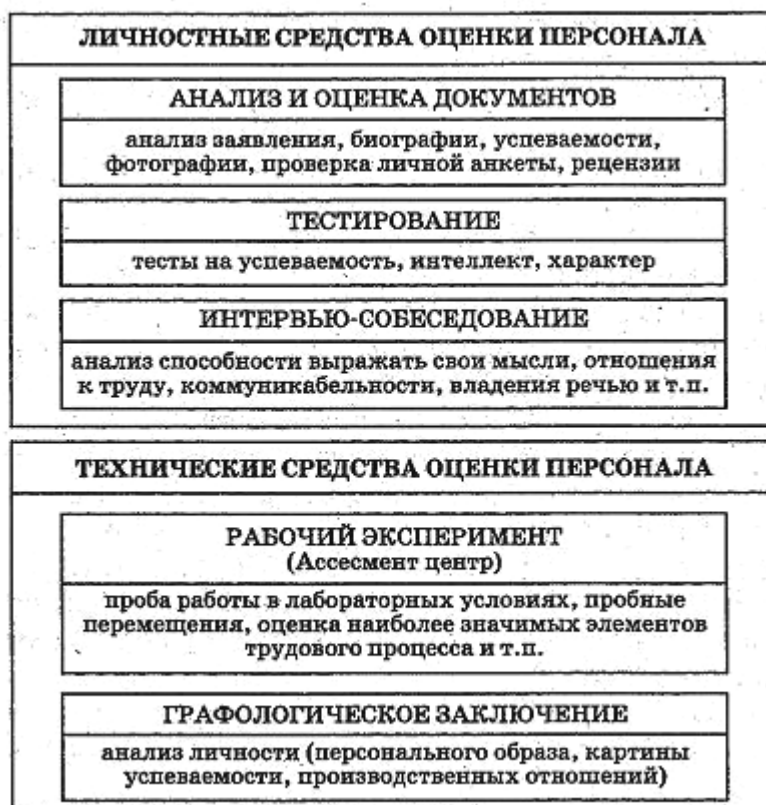 ЛИЧНОСТНЫЕ СРЕДСТВА ОЦЕНКИ ПЕРСОНАЛА
АНАЛИЗ И ОЦЕНКА ДОКУМЕНТОВ
анализ заявления, биографии, успеваемости,
фотографии, проверка личной анкеты, рецензии
ТЕСТИРОВАНИЕ
тесты на успеваемость, интеллект, характер
ИНТЕРВЬЮ-СОБЕСЕДОВАНИЕ
анализ способности выражать свои мысли, отношения
к труду, коммуникабельности, владения речью и т.п.
ТЕХНИЧЕСКИЕ СРЕДСТВА ОЦЕНКИ ПЕРСОНАЛА
РАБОЧИЙ ЭКСПЕРИМЕНТ
(Ассесмент центр)
проба работы в лабораторных условиях, пробные
перемещения, оценка наиболее значимых элементов
трудового процесса и т.п.
ГРАФОЛОГИЧЕСКОЕ ЗАКЛЮЧЕНИЕ
анализ личности (персонального образа, картины
успеваемости, производственных отношений)